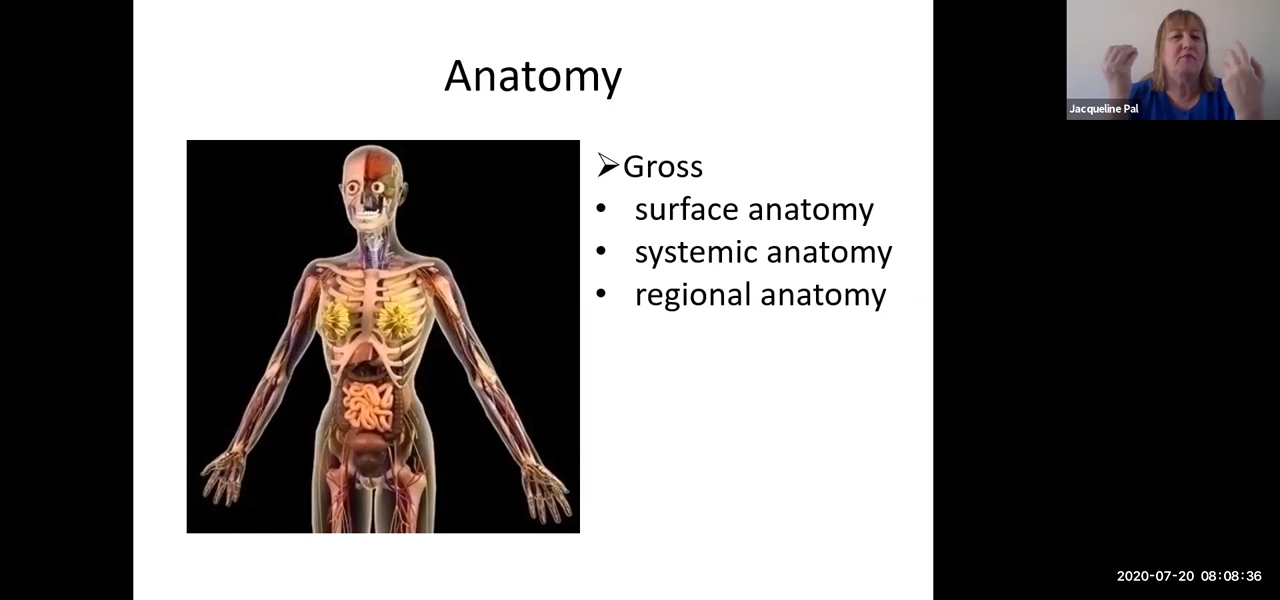 Anatomy
➢Gross
• surface anatomy
• systemic anatomy
• regional anatomy
Jacqueline Pal
2020-07-20 08:08:36